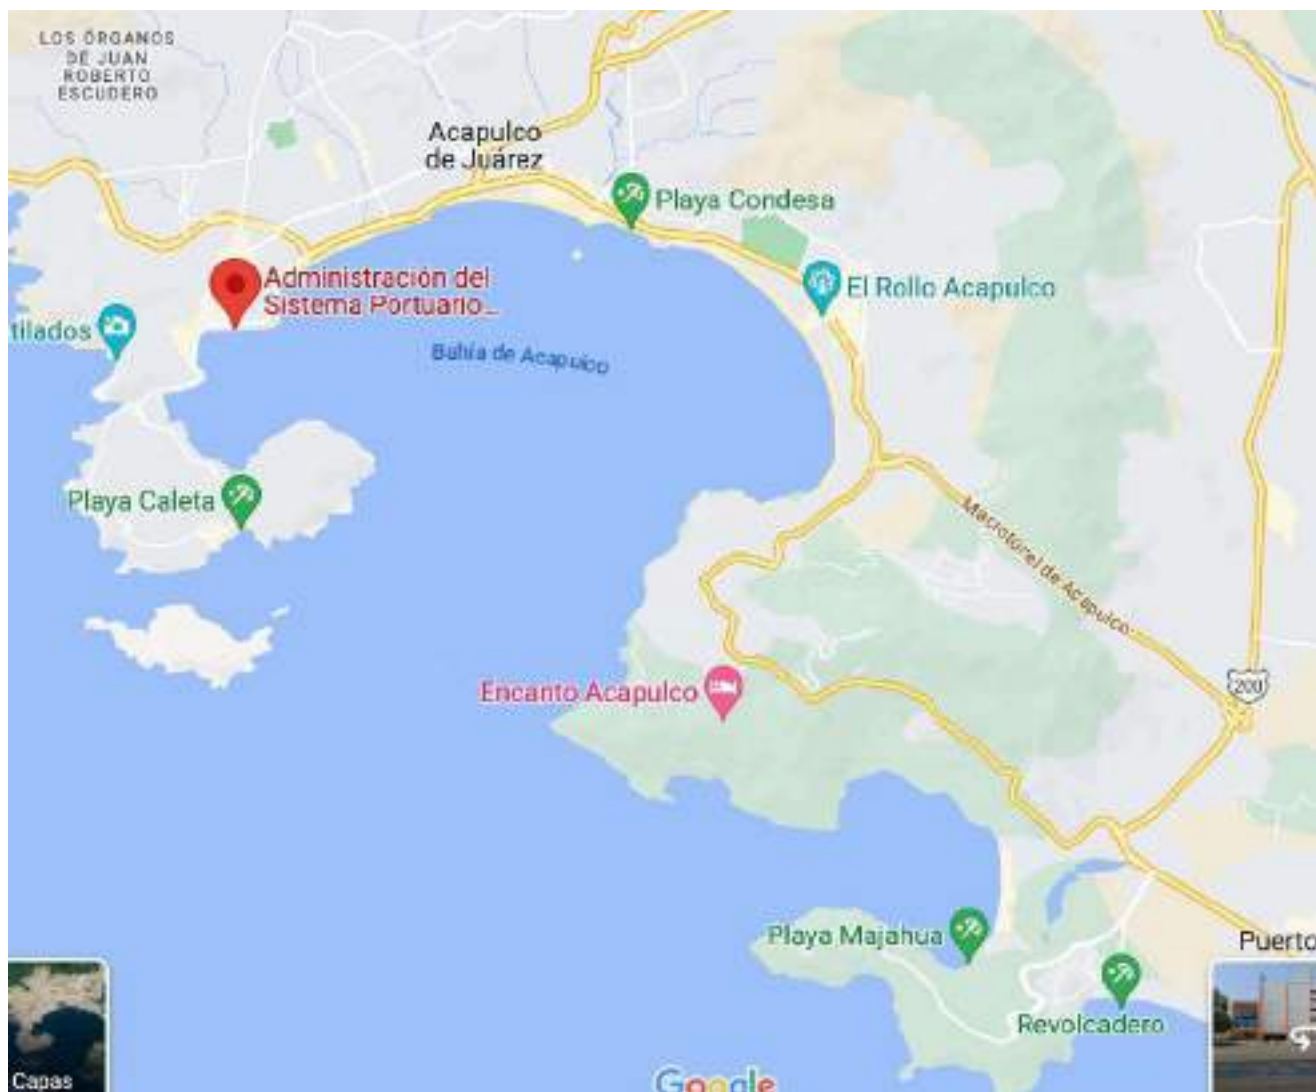 LOS ÓRGANOS
DE JUAN
ROBERTO
ESCUDERO
Acapulco
de Juárez
Playa Condesa
Administración del
Sistema Portuario...
El Rollo Acapulco
tilados
Bahía de Acapulco
Playa Caleta
Macrotúnel de Acapulco
Encanto Acapulco
200
Playa Majahua
Puerto
Revolcadero
Capas
Google